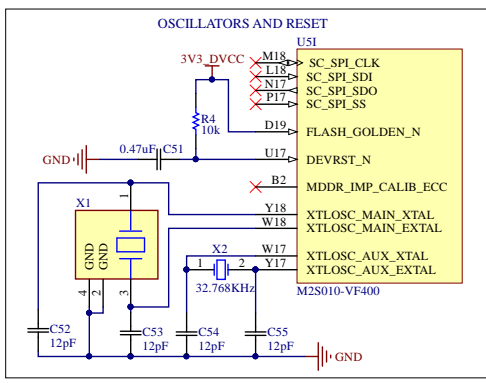 OSCILLATORS AND RESET
U5I
3V3_DVCC
M18
SC_SPI_CLK
L18
SC_SPI_SDI
N17
SC_SPI_SDO
P17
SC_SPI_SS
R4
10k
D19
FLASH_GOLDEN_N
0.47uF
C51
GND
U17
DEVRST_N
B2
MDDR_IMP_CALIB_ECC
X1
1
Y18
XTLOSC_MAIN_XTAL
W18
XTLOSC_MAIN_EXTAL
GND
GND
X2
1
2
32.768KHz
W17
XTLOSC_AUX_XTAL
Y17
XTLOSC_AUX_EXTAL
M2S010-VF400
4
2
3
C52
12pF
C53
12pF
C54
12pF
C55
12pF
GND